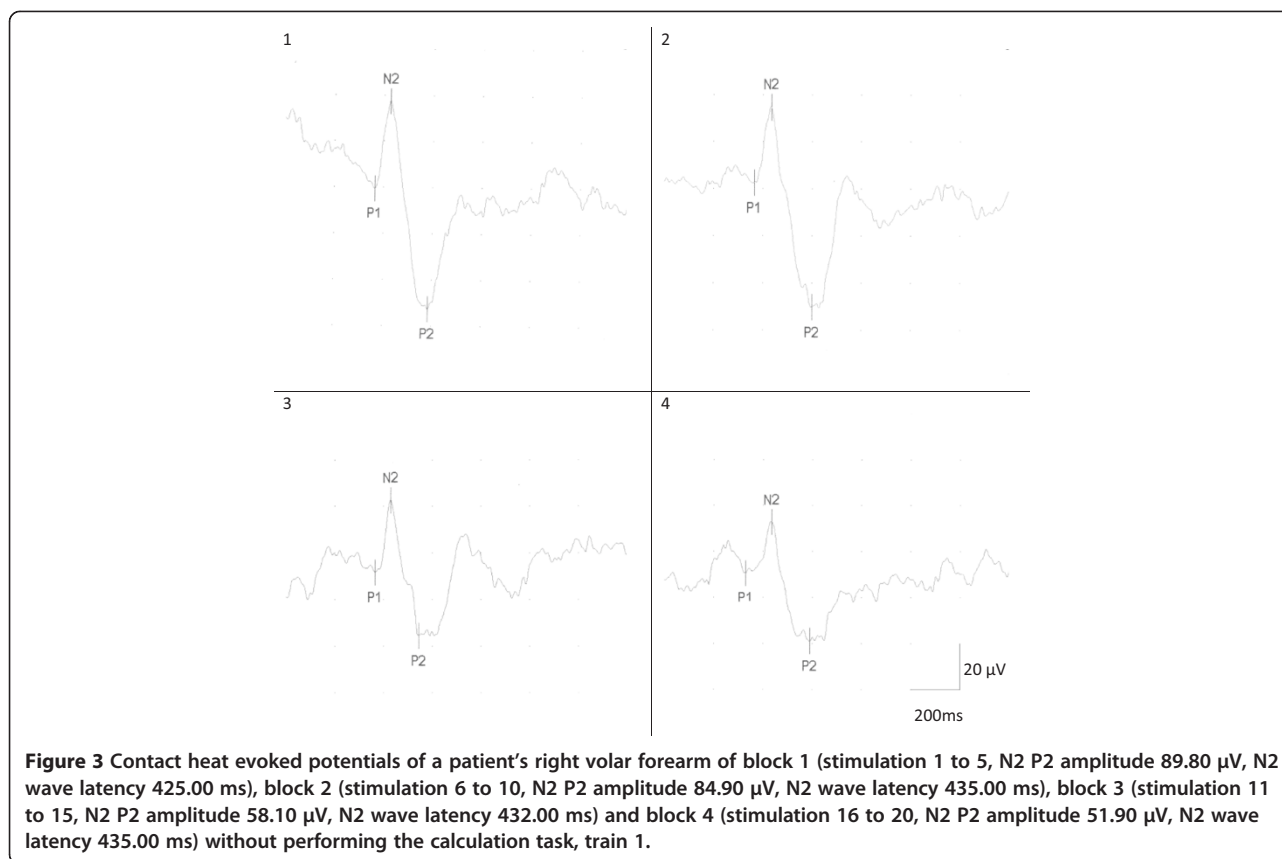 1
N2
P1
P2
2
N2
P1
P2
3
N2
P1
P2
4
N2
P1
P2
20 µV
200ms
Figure 3 Contact heat evoked potentials of a patient's right volar forearm of block 1 (stimulation 1 to 5, N2 P2 amplitude 89.80 µV, N2
wave latency 425.00 ms), block 2 (stimulation 6 to 10, N2 P2 amplitude 84.90 µV, N2 wave latency 435.00 ms), block 3 (stimulation 11
to 15, N2 P2 amplitude 58.10 µV, N2 wave latency 432.00 ms) and block 4 (stimulation 16 to 20, N2 P2 amplitude 51.90 µV, N2 wave
latency 435.00 ms) without performing the calculation task, train 1.